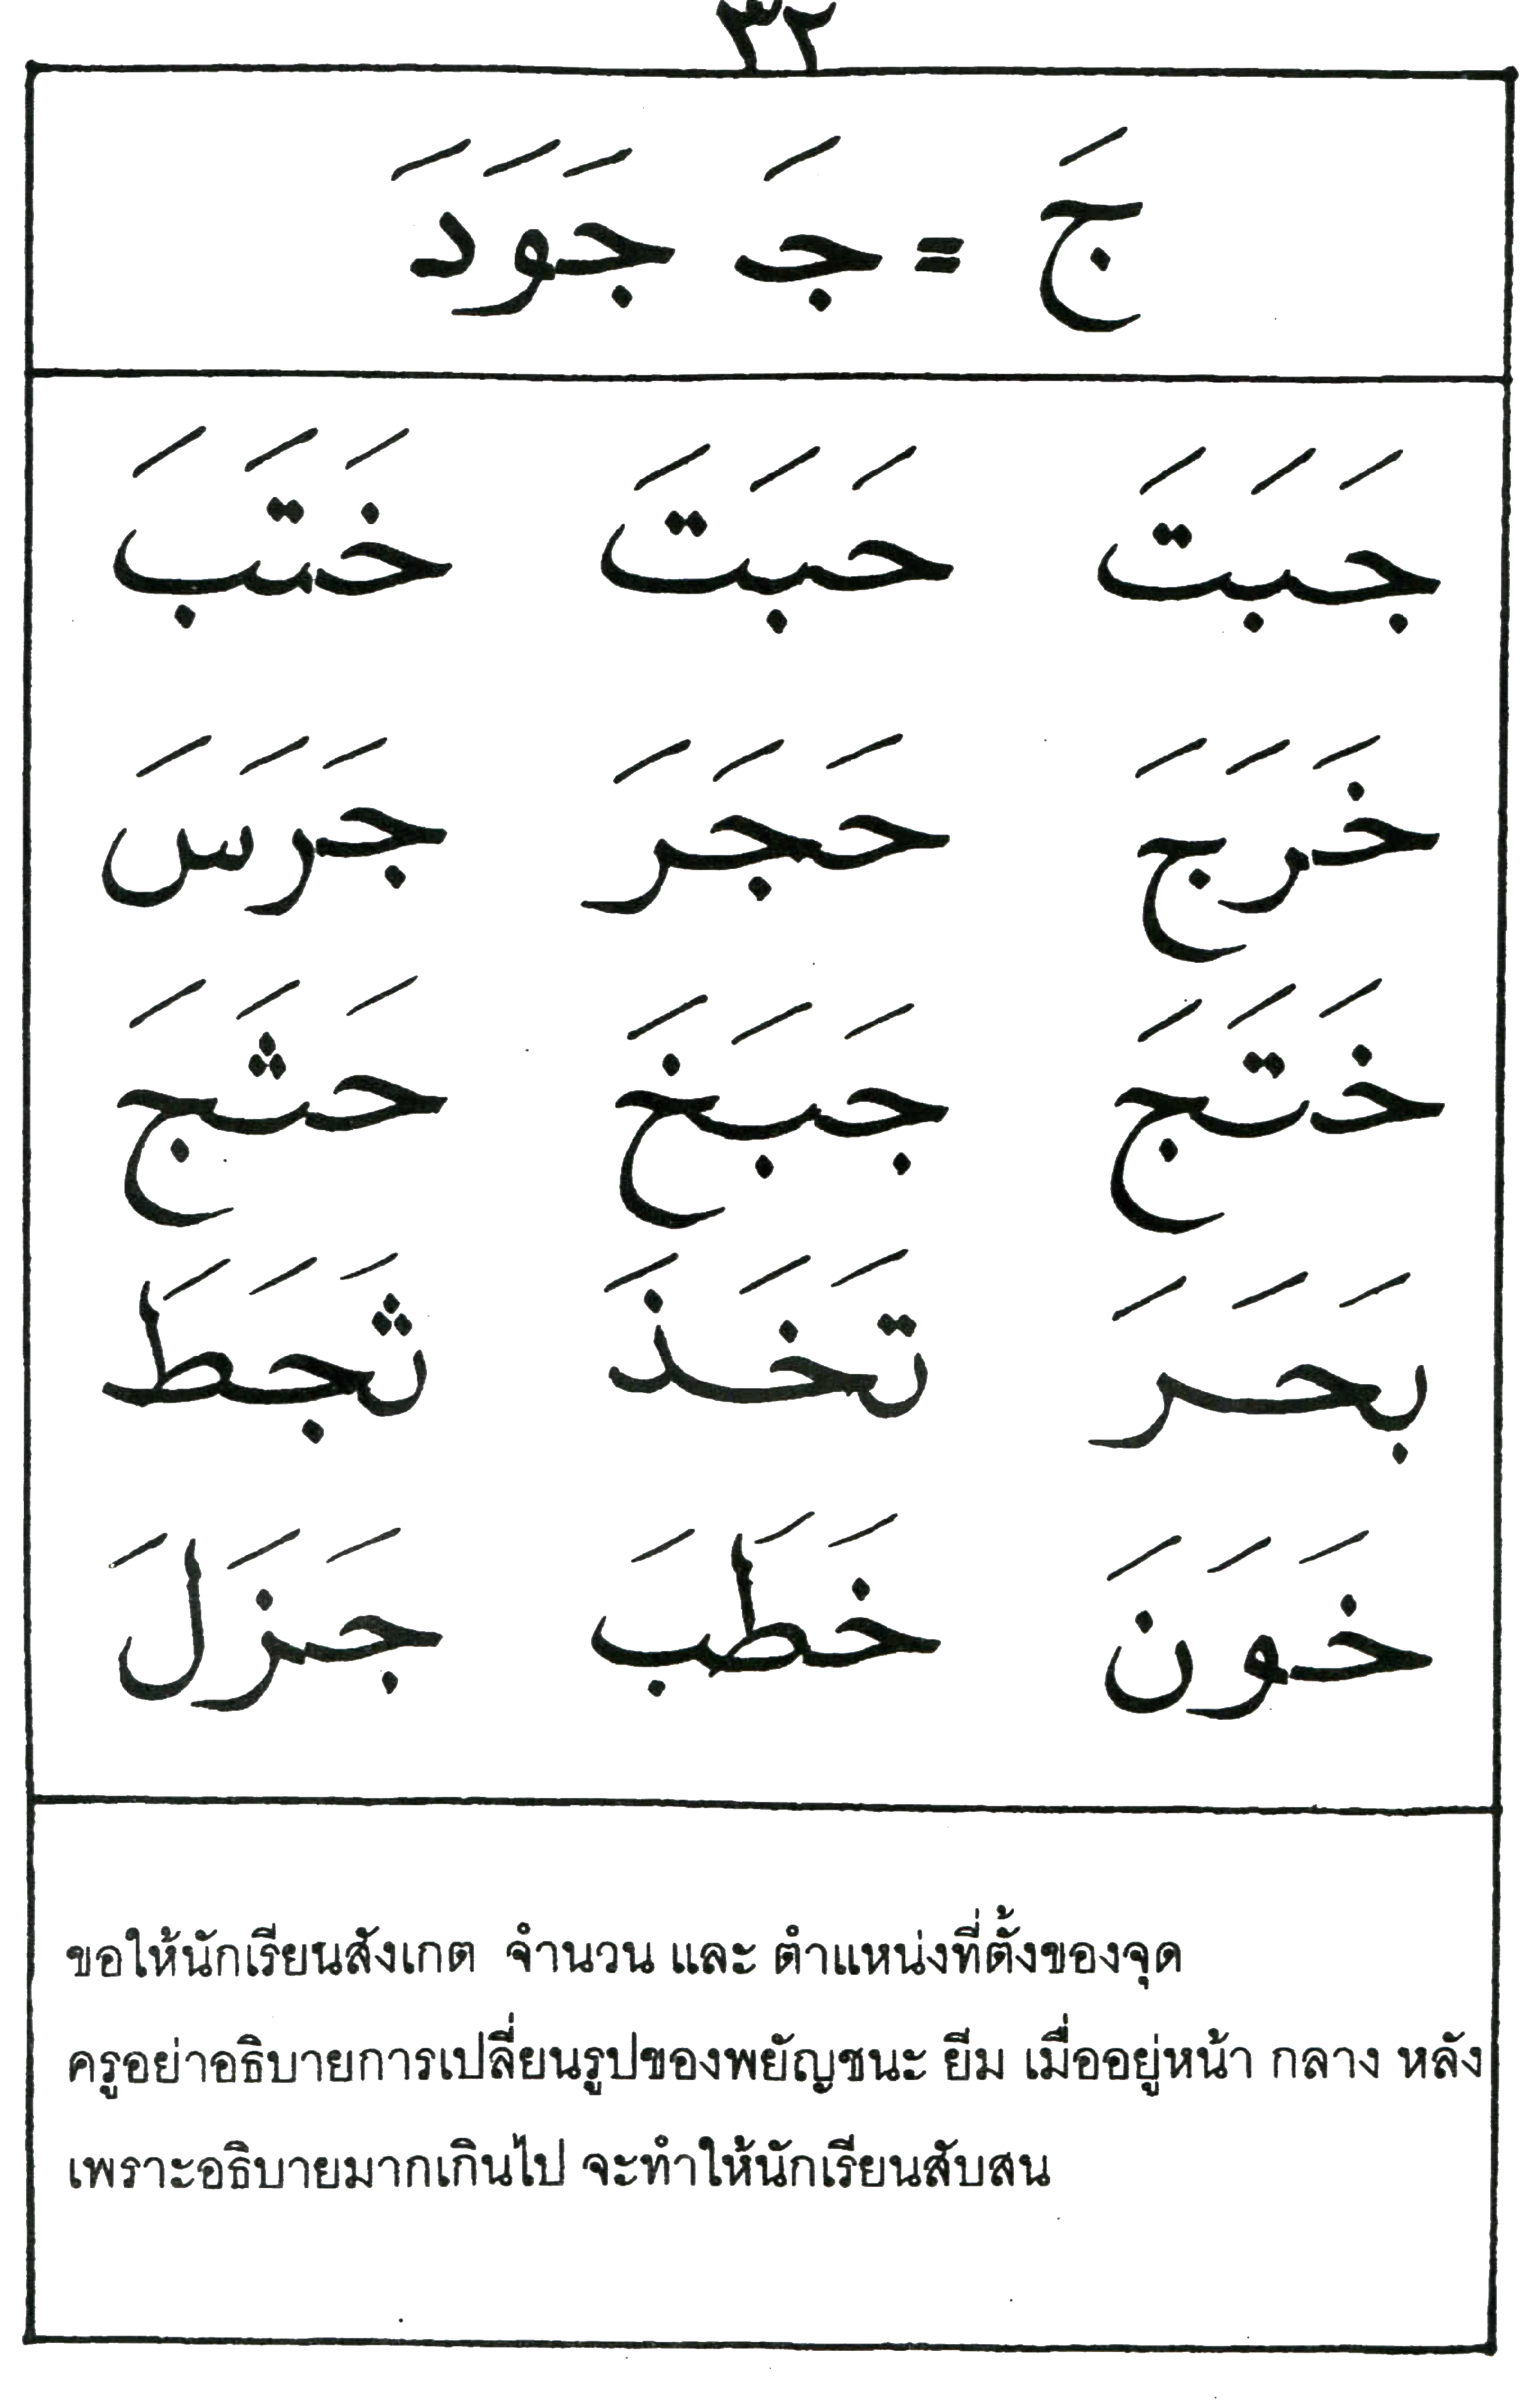 ٣٢
جَ = جَـ جَوَدَ
جَبَتَ حَبَتَ خَتَبَ
خَرَجَ حَجَرَ جَرَسَ
خَتَجَ جَبَخَ حَثَجَ
بَحَرَ تَخَذَ ثَجَطَ
خَوَنَ خَطَبَ جَزَلَ
ขอให้นักเรียนสังเกต จำนวน และ ตำแหน่งที่ตั้งของจุด
ครูอย่าอธิบายการเปลี่ยนรูปของพยัญชนะ ยีม เมื่ออยู่หน้า กลาง หลัง
เพราะอธิบายมากเกินไป จะทำให้นักเรียนสับสน